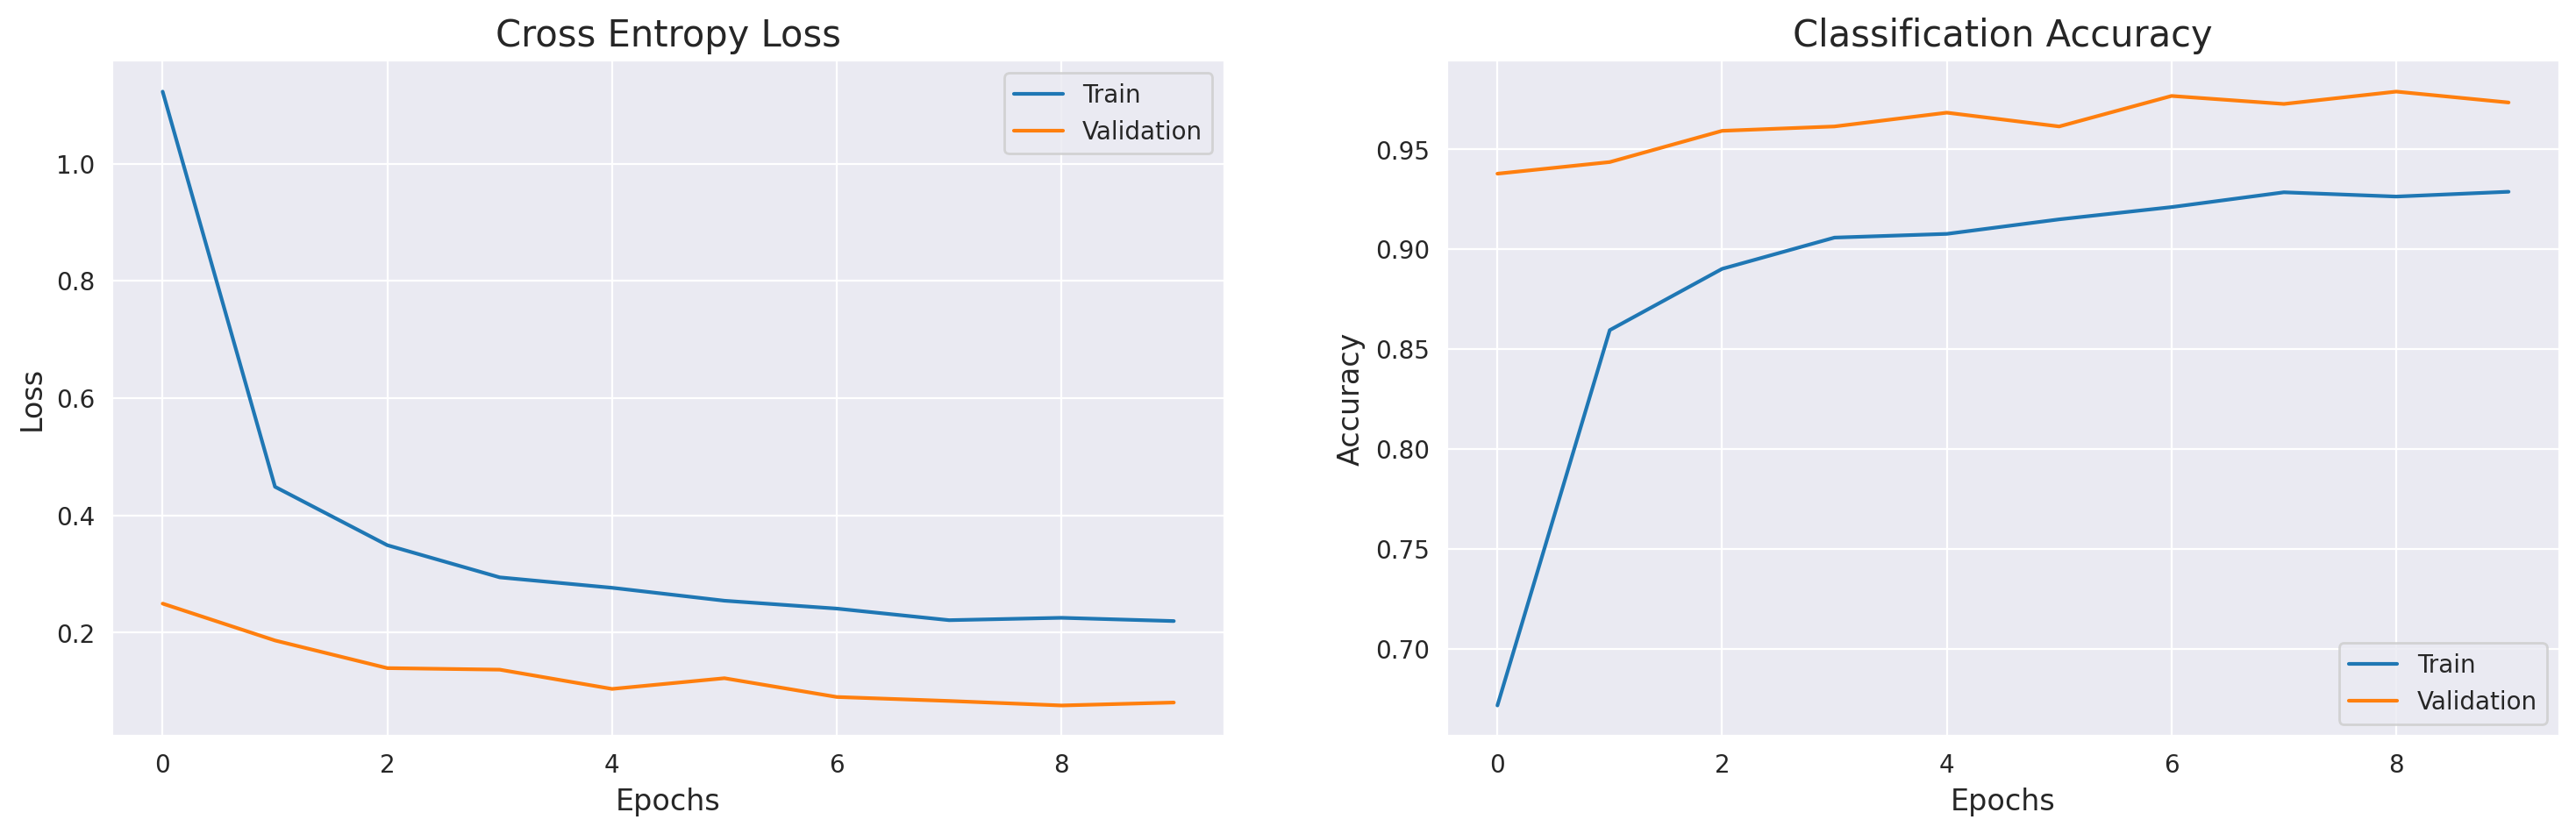 Cross Entropy Loss
Train
Validation
1.0
0.8
0.6
0.4
0.2
Loss
0 2 4 6 8
Epochs
Classification Accuracy
0.95
0.90
0.85
0.80
0.75
0.70
Accuracy
Train
Validation
0 2 4 6 8
Epochs